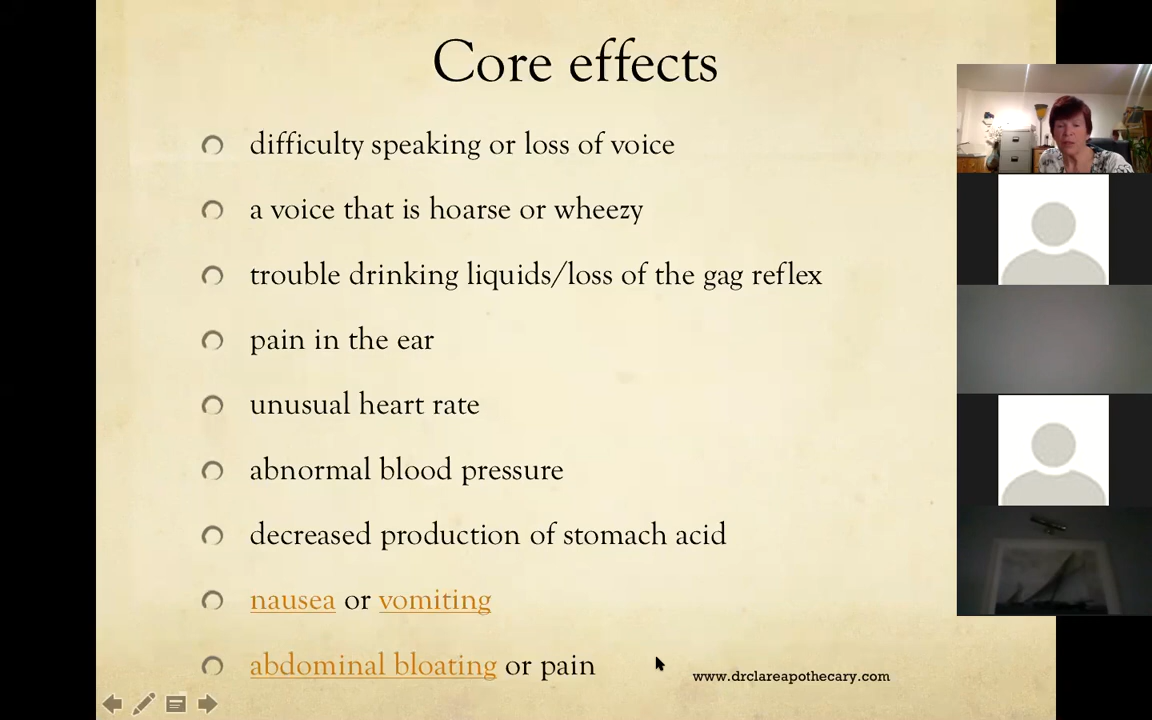 Core effects
difficulty speaking or loss of voice
a voice that is hoarse or wheezy
trouble drinking liquids/loss of the gag reflex
pain in the ear
unusual heart rate
abnormal blood pressure
decreased production of stomach acid
nausea or vomiting
abdominal bloating or pain
www.drclareapothecary.com